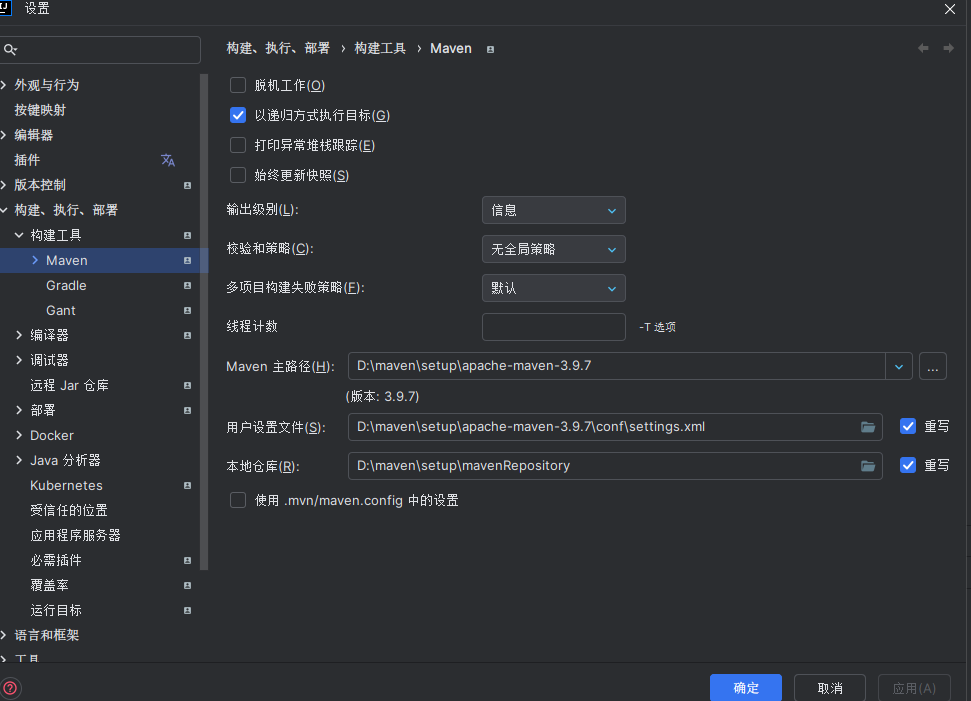 设置
外观与行为
按键映射
编辑器
插件
版本控制
构建、执行、部署
构建工具
Maven
Gradle
Gant
编译器
调试器
远程 Jar 仓库
部署
Docker
Java 分析器
Kubernetes
受信任的位置
应用程序服务器
必需插件
覆盖率
运行目标
语言和框架
工具
构建、执行、部署 › 构建工具 › Maven
脱机工作(O)
以递归方式执行目标(G)
打印异常堆栈跟踪(E)
始终更新快照(S)
输出级别(L): 信息
校验和策略(C): 无全局策略
多项目构建失败策略(F): 默认
线程计数 -T 选项
Maven 主路径(H): D:\maven\setup\apache-maven-3.9.7 ...
(版本: 3.9.7)
用户设置文件(S): D:\maven\setup\apache-maven-3.9.7\conf\settings.xml 重写
本地仓库(R): D:\maven\setup\mavenRepository 重写
使用 .mvn/maven.config 中的设置
确定 取消 应用(A)